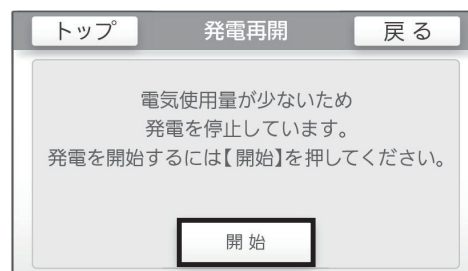 トップ 発電再開 戻る
電気使用量が少ないため
発電を停止しています。
発電を開始するには【開始】を押してください。
開始